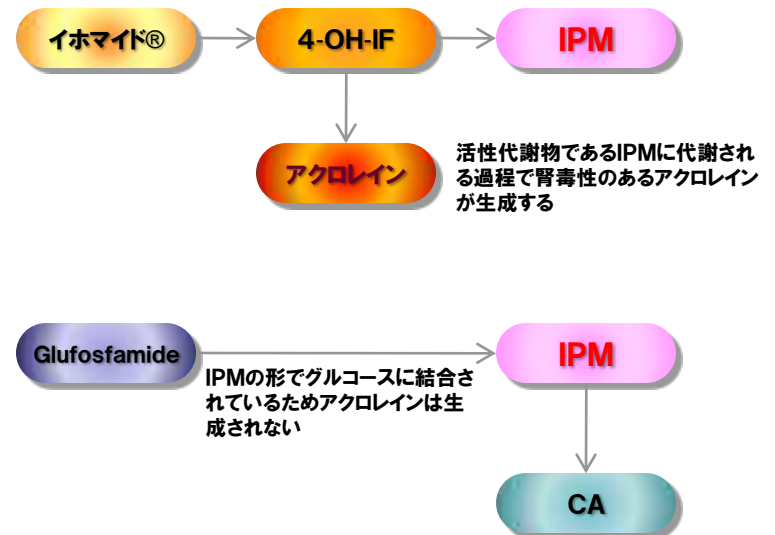 イホマイド®
4-OH-IF
IPM
アクロレイン
活性代謝物であるIPMに代謝され
る過程で腎毒性のあるアクロレイン
が生成する
Glufosfamide
IPM
IPMの形でグルコースに結合さ
れているためアクロレインは生
成されない
CA